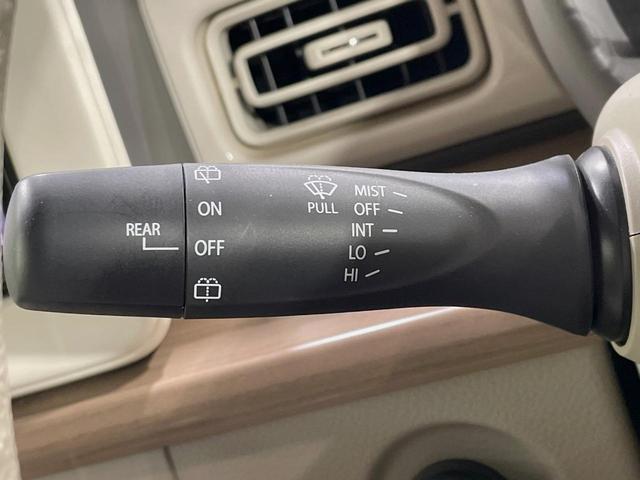 REAR
ON
OFF
PULL
MIST
OFF
INT
LO
HI